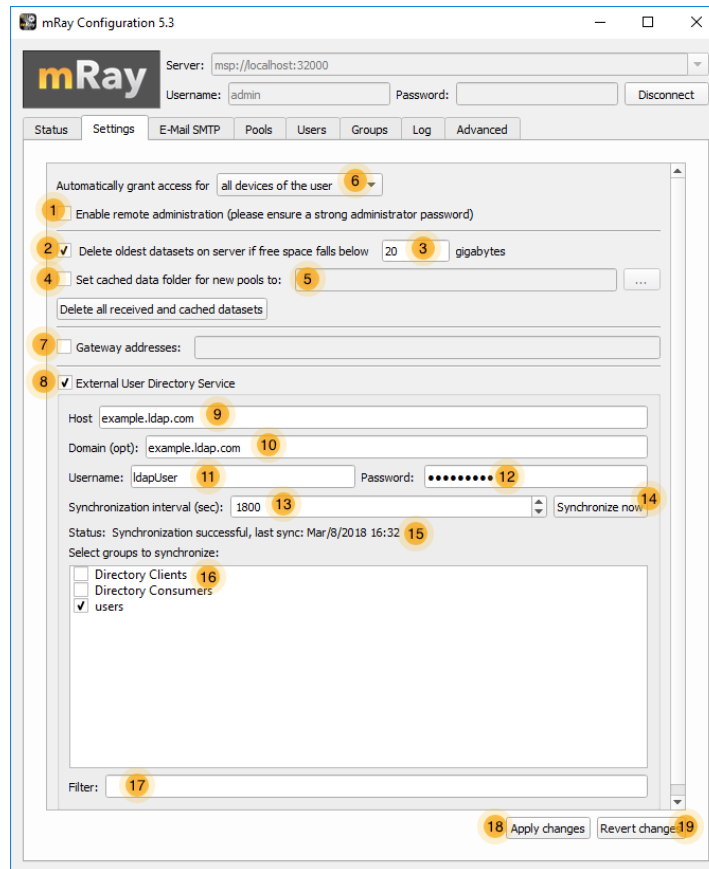 mRay Configuration 5.3
mRay
Server: msp://localhost:32000
Username: admin Password: Disconnect
Status Settings E-Mail SMTP Pools Users Groups Log Advanced
Automatically grant access for all devices of the user 6
1 Enable remote administration (please ensure a strong administrator password)
2 Delete oldest datasets on server if free space falls below 20 3 gigabytes
4 Set cached data folder for new pools to: 5 ...
Delete all received and cached datasets
7 Gateway addresses:
8 External User Directory Service
Host example.ldap.com 9
Domain (opt): example.ldap.com 10
Username: ldapUser 11 Password: ●●●●●●●●● 12
Synchronization interval (sec): 1800 13 Synchronize now 14
Status: Synchronization successful, last sync: Mar/8/2018 16:32 15
Select groups to synchronize:
Directory Clients 16
Directory Consumers
users
Filter: 17
18 Apply changes Revert changes 19